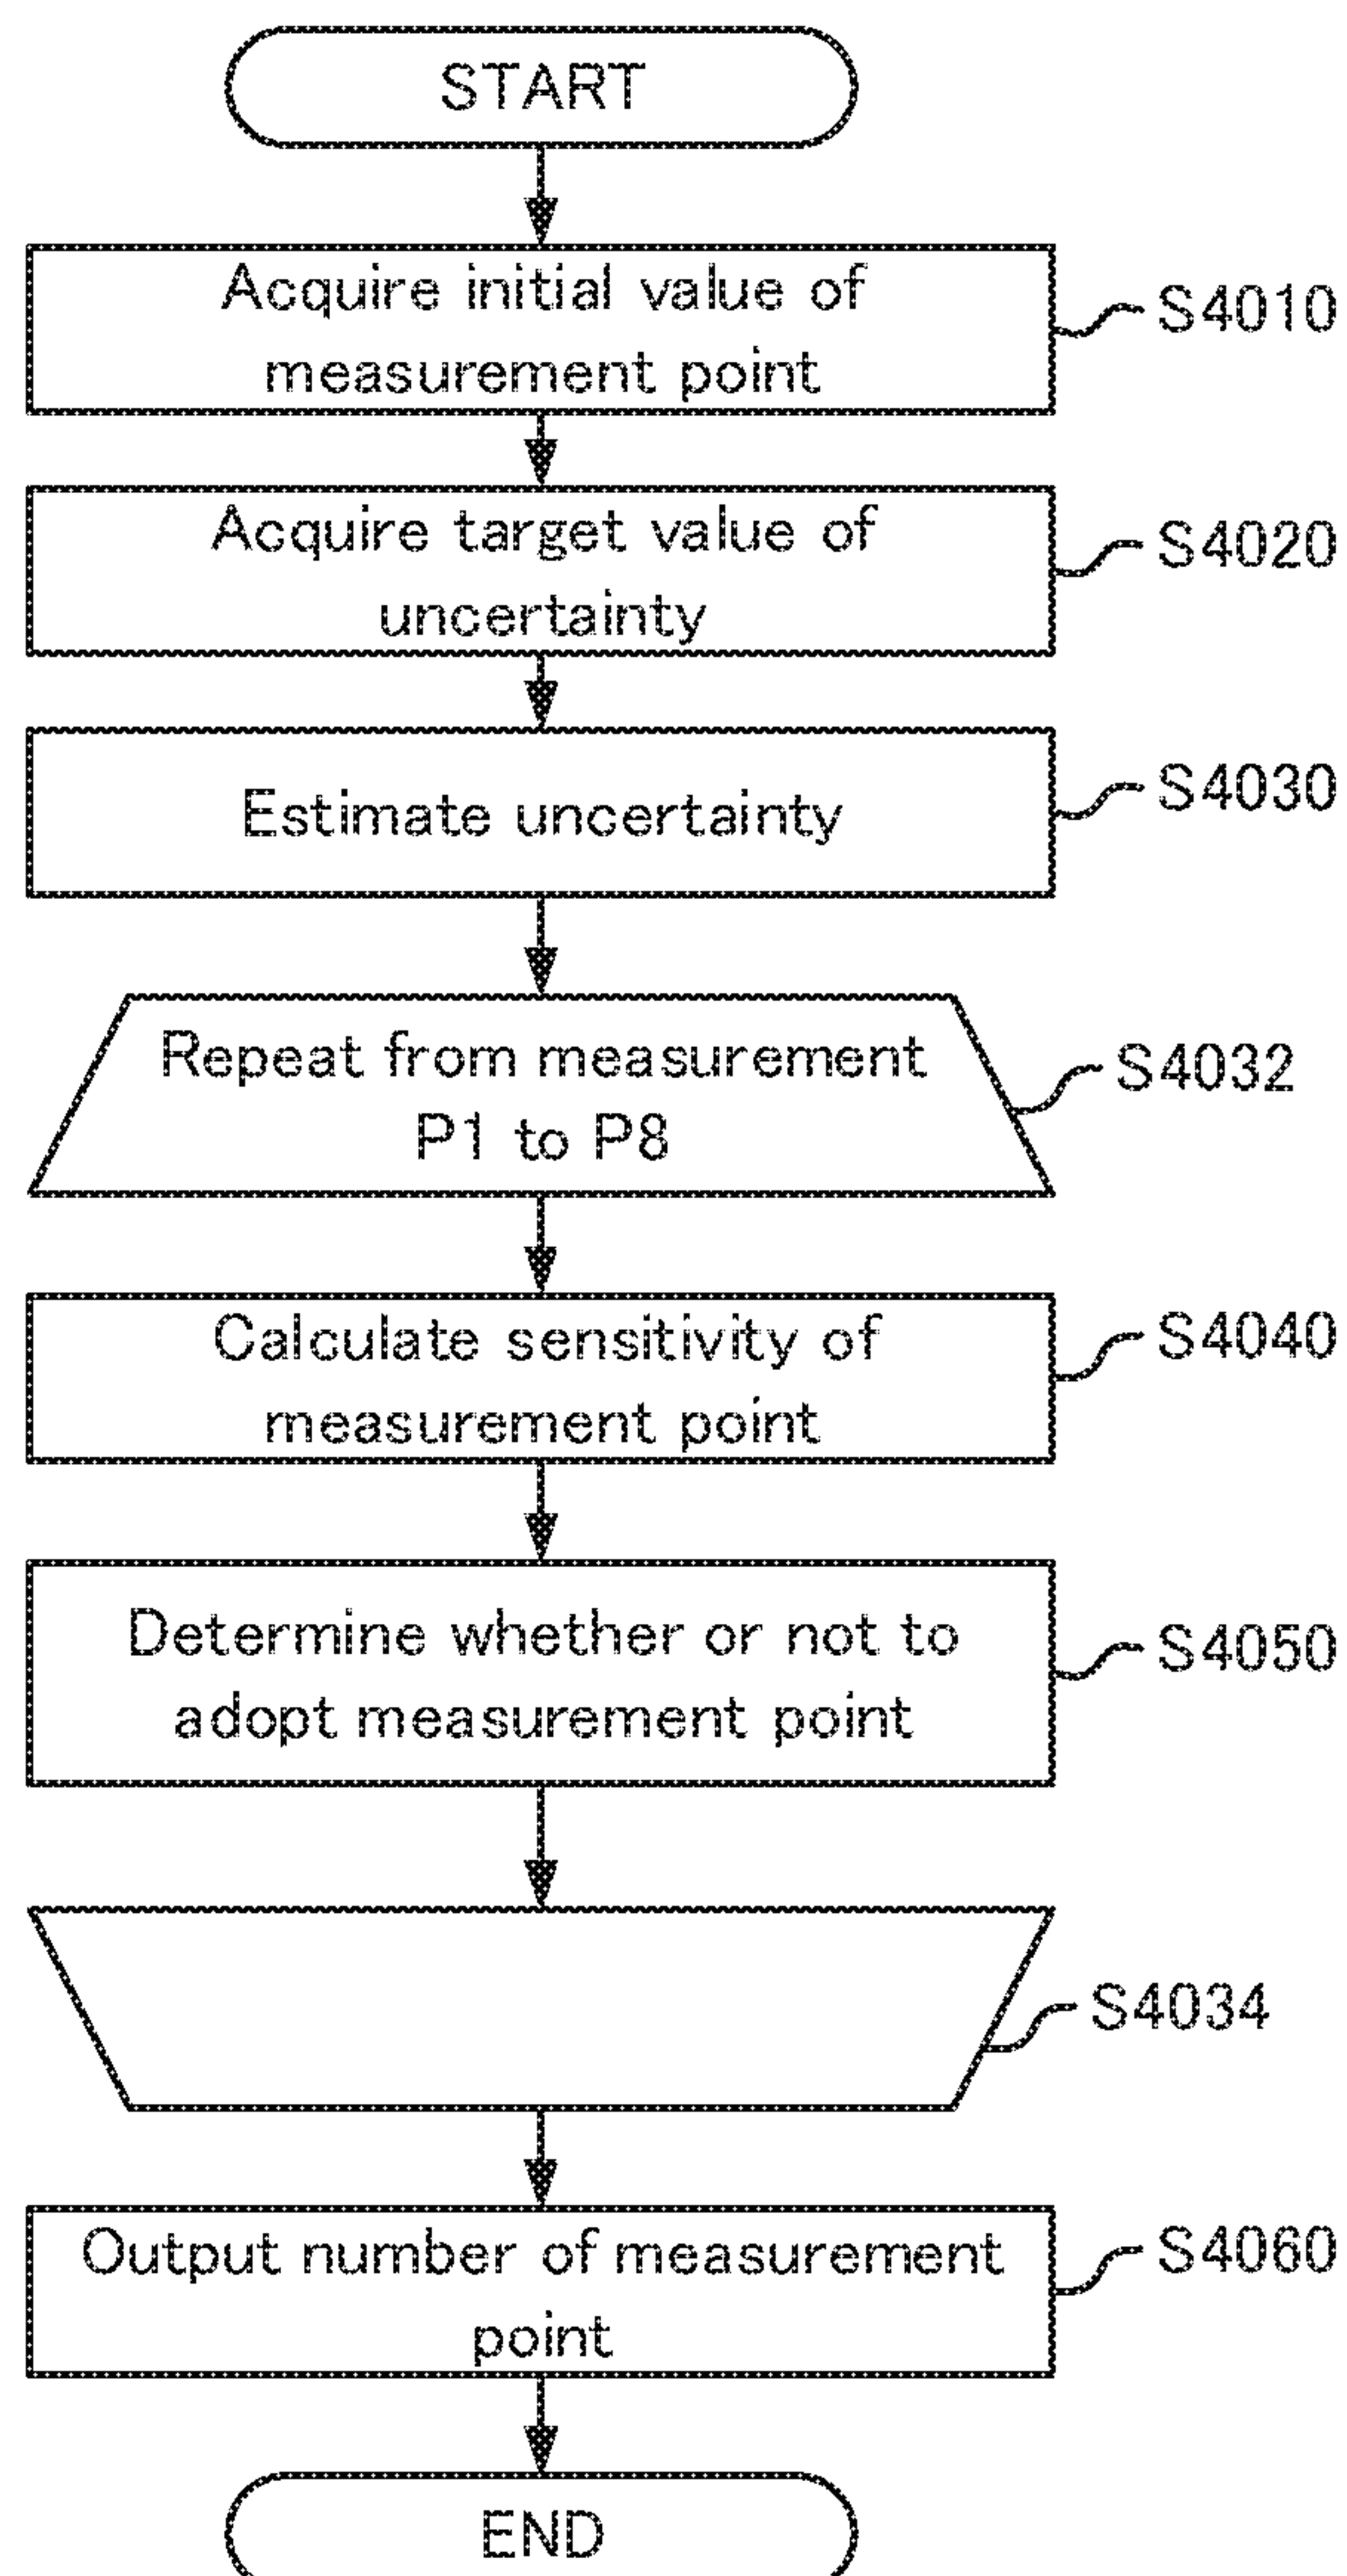 START
Acquire initial value of
measurement point
S4010
Acquire target value of
uncertainty
S4020
Estimate uncertainty
S4030
Repeat from measurement
P1 to P8
S4032
Calculate sensitivity of
measurement point
S4040
Determine whether or not to
adopt measurement point
S4050
S4034
Output number of measurement
point
S4060
END